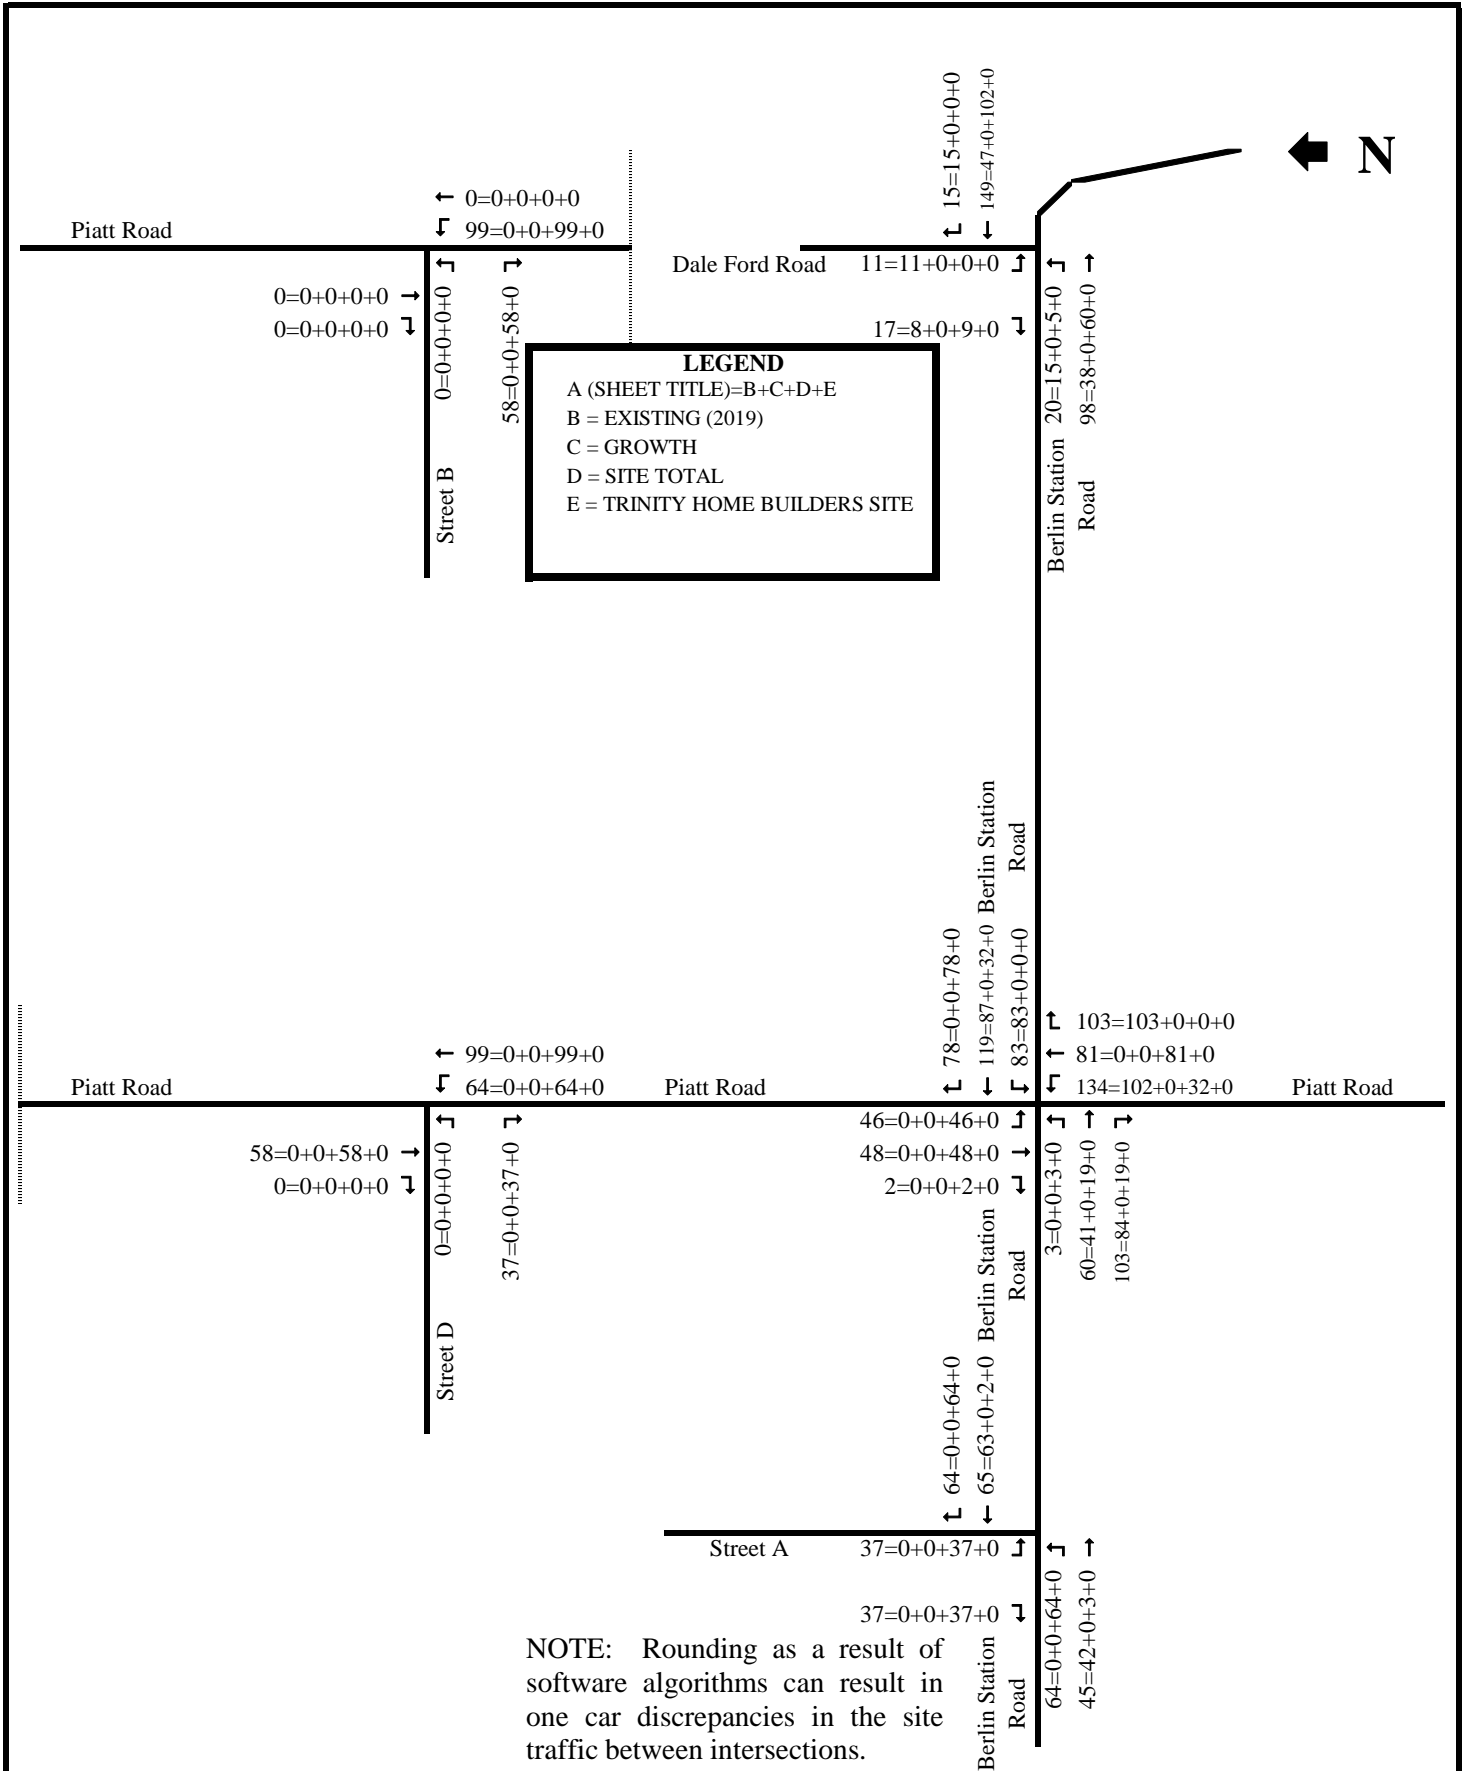 15=15+0+0+0
149=47+0+102+0
N
0=0+0+0+0
Piatt Road
99=0+0+99+0
Dale Ford Road
11=11+0+0+0
0=0+0+0+0
0=0+0+0+0
17=8+0+9+0
0=0+0+0+0
58=0+0+58+0
20=15+0+5+0
98=38+0+60+0
LEGEND
A (SHEET TITLE)=B+C+D+E
B = EXISTING (2019)
C = GROWTH
D = SITE TOTAL
E = TRINITY HOME BUILDERS SITE
Street B
Berlin Station
Road
Berlin Station
Road
78=0+0+78+0
119=87+0+32+0
83=83+0+0+0
103=103+0+0+0
99=0+0+99+0
81=0+0+81+0
Piatt Road
64=0+0+64+0
Piatt Road
134=102+0+32+0
Piatt Road
46=0+0+46+0
58=0+0+58+0
48=0+0+48+0
0=0+0+0+0
2=0+0+2+0
0=0+0+0+0
37=0+0+37+0
3=0+0+3+0
60=41+0+19+0
103=84+0+19+0
Berlin Station
Road
Street D
64=0+0+64+0
65=63+0+2+0
Street A
37=0+0+37+0
37=0+0+37+0
64=0+0+64+0
45=42+0+3+0
Berlin Station
Road
NOTE: Rounding as a result of
software algorithms can result in
one car discrepancies in the site
traffic between intersections.